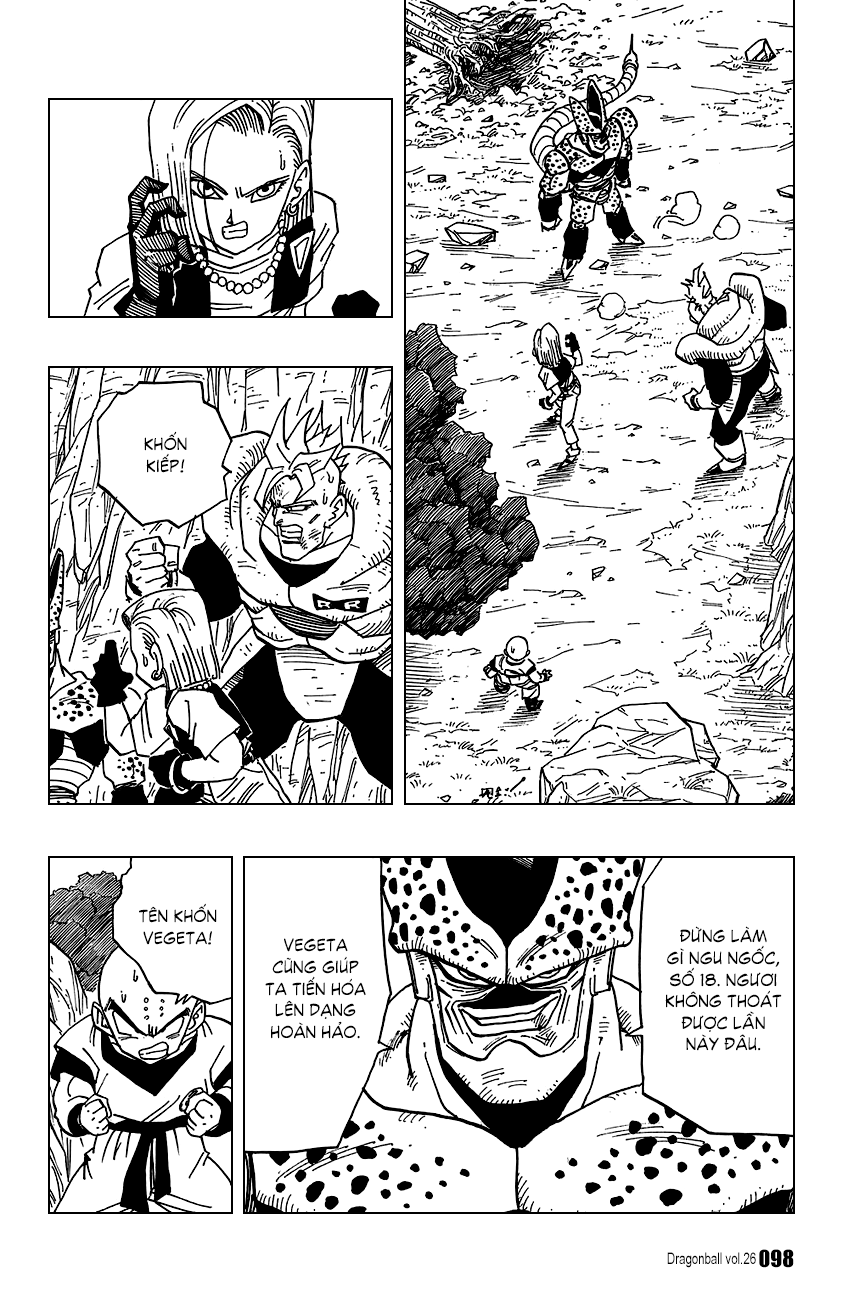 KHỐN
KIẾP!
RR
ĐỪNG LÀM
GÌ NGU NGỐC,
SỐ 18. NGƯƠI
KHÔNG THOÁT
ĐƯỢC LẦN
NÀY ĐÂU.
VEGETA
CŨNG GIÚP
TA TIẾN HÓA
LÊN DẠNG
HOÀN HẢO.
TÊN KHỐN
VEGETA!
Dragonball vol.26 098